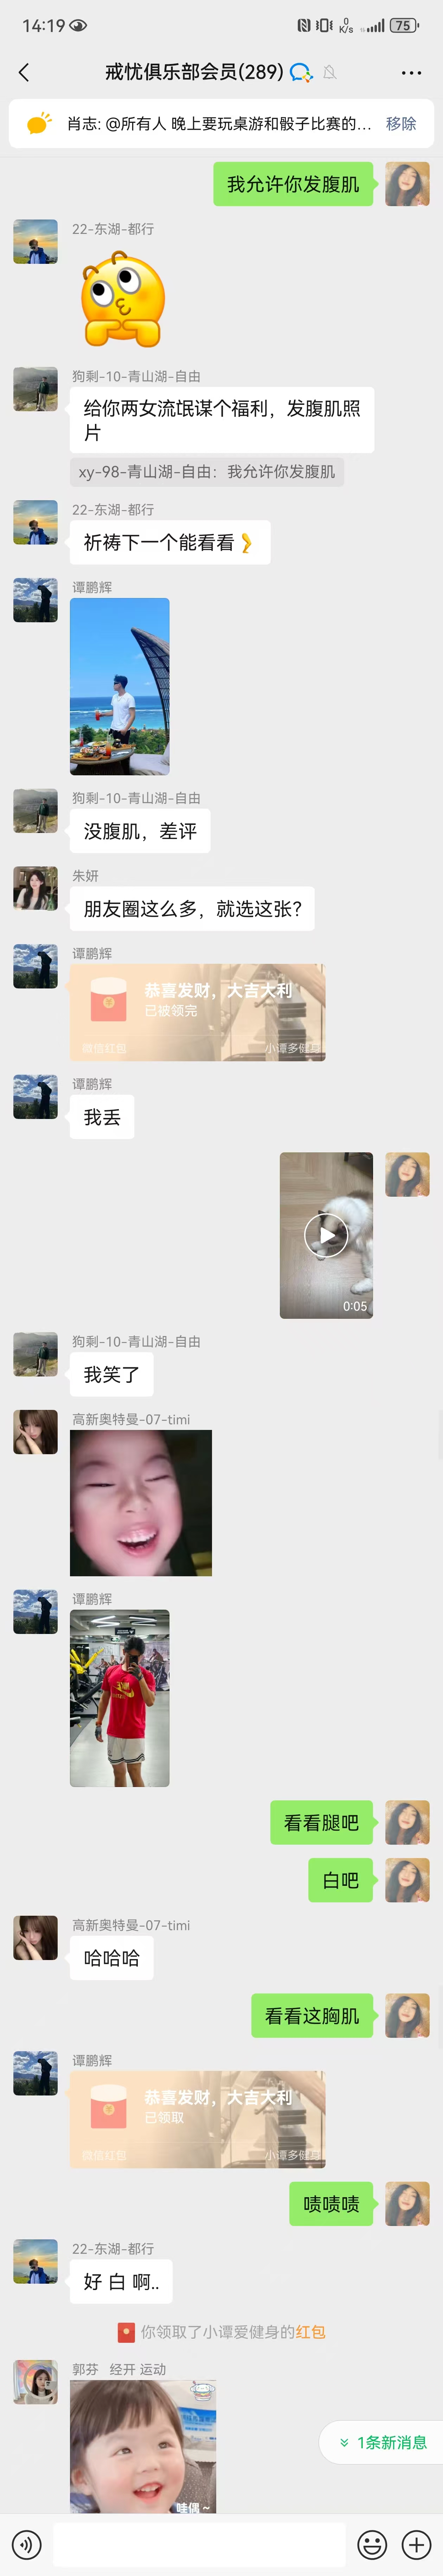 14:19
0
K/s
75
戒忧俱乐部会员(289)
肖志: @所有人 晚上要玩桌游和骰子比赛的... 移除
我允许你发腹肌
22-东湖-都行
狗剩-10-青山湖-自由
给你两女流氓谋个福利，发腹肌照
片
xy-98-青山湖-自由：我允许你发腹肌
22-东湖-都行
祈祷下一个能看看
谭鹏辉
狗剩-10-青山湖-自由
没腹肌，差评
朱妍
朋友圈这么多，就选这张？
谭鹏辉
恭喜发财，大吉大利
已被领完
微信红包
小谭多健身
谭鹏辉
我丢
0:05
狗剩-10-青山湖-自由
我笑了
高新奥特曼-07-timi
谭鹏辉
看看腿吧
白吧
高新奥特曼-07-timi
哈哈哈
看看这胸肌
谭鹏辉
恭喜发财，大吉大利
已领取
微信红包
小谭多健身
啧啧啧
22-东湖-都行
好 白 啊..
你领取了小谭爱健身的红包
郭芬 经开 运动
哇偶~
1条新消息